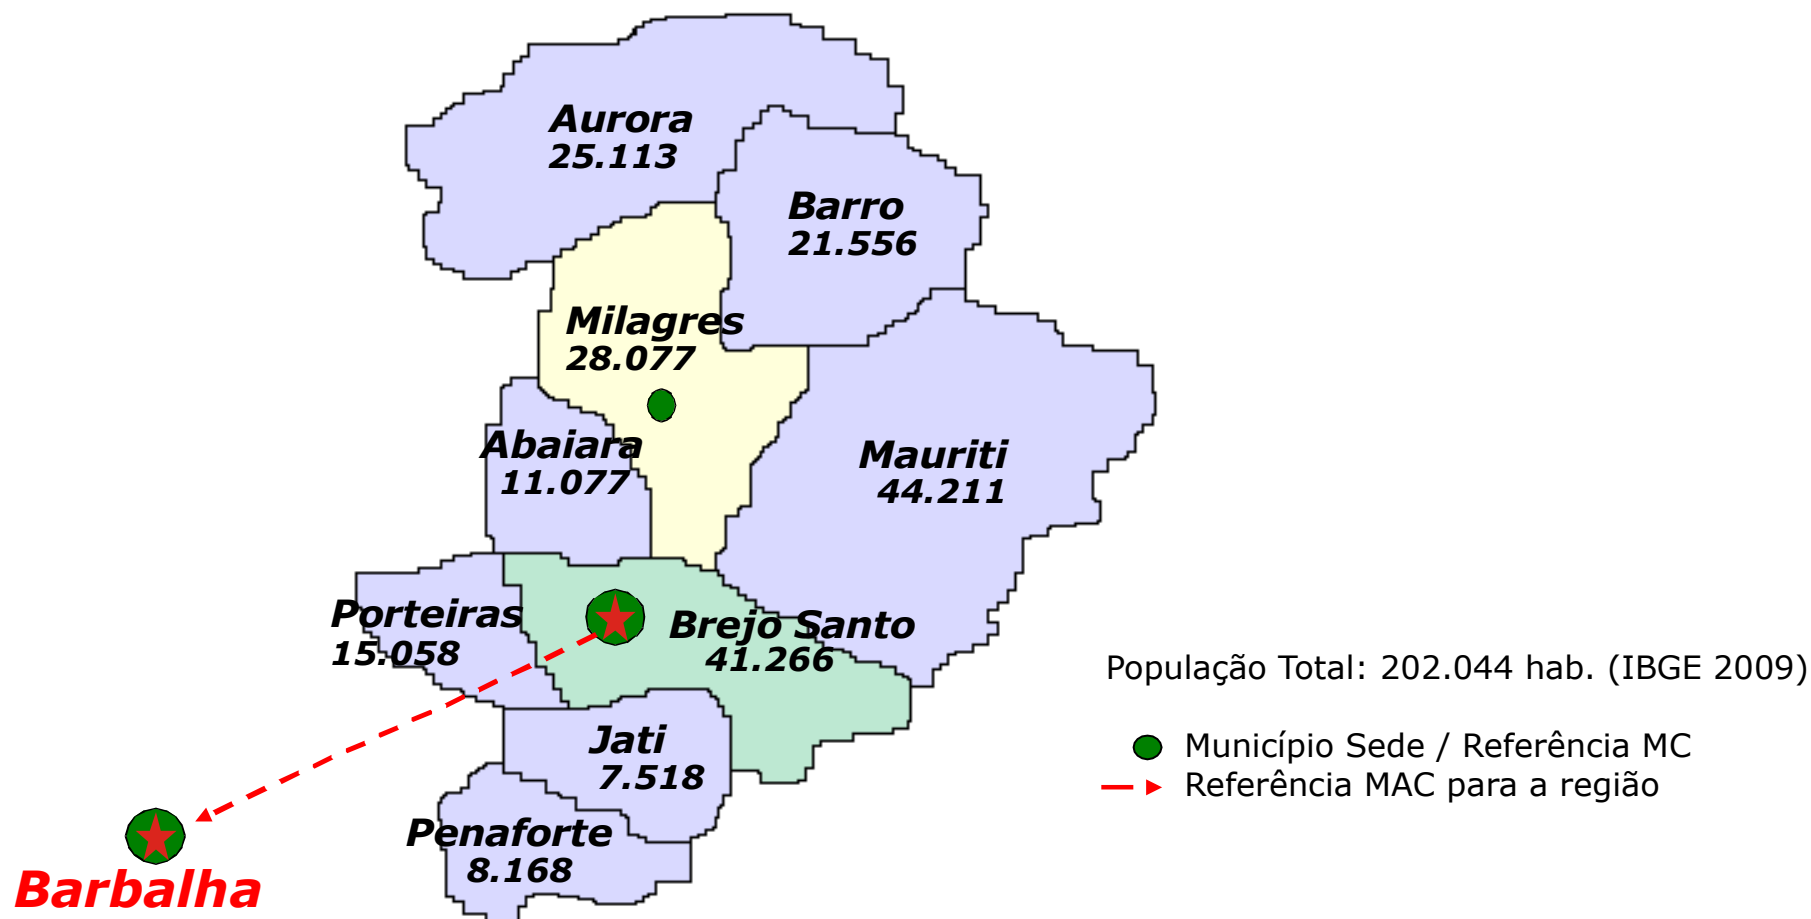 Aurora
25.113
Barro
21.556
Milagres
28.077
Abaiara
11.077
Mauriti
44.211
Porteiras
15.058
Brejo Santo
41.266
População Total: 202.044 hab. (IBGE 2009)
Jati
7.518
Município Sede / Referência MC
Referência MAC para a região
Penaforte
8.168
Barbalha